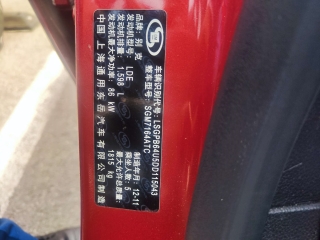 品牌 别克
发动机型号: LDE
发动机排量: 1.598 L
发动机最大净功率: 86 kW
中国上海通用东岳汽车有限公司制造
车辆识别代号: LSGPB64U5DD115943
整车型号: SGM7164ATC
制造年月: 12-11
乘坐人数: 5
最大允许总质量: 1815 kg